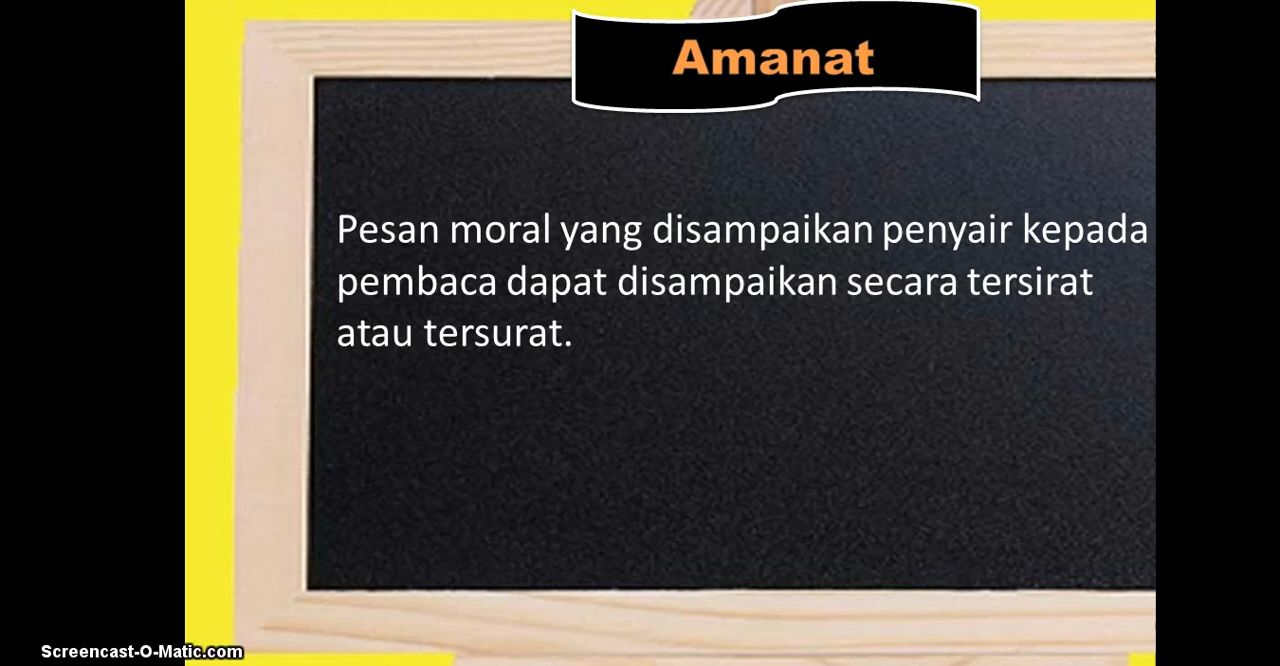 Amanat
Pesan moral yang disampaikan penyair kepada
pembaca dapat disampaikan secara tersirat
atau tersurat.
Screencast-O-Matic.com